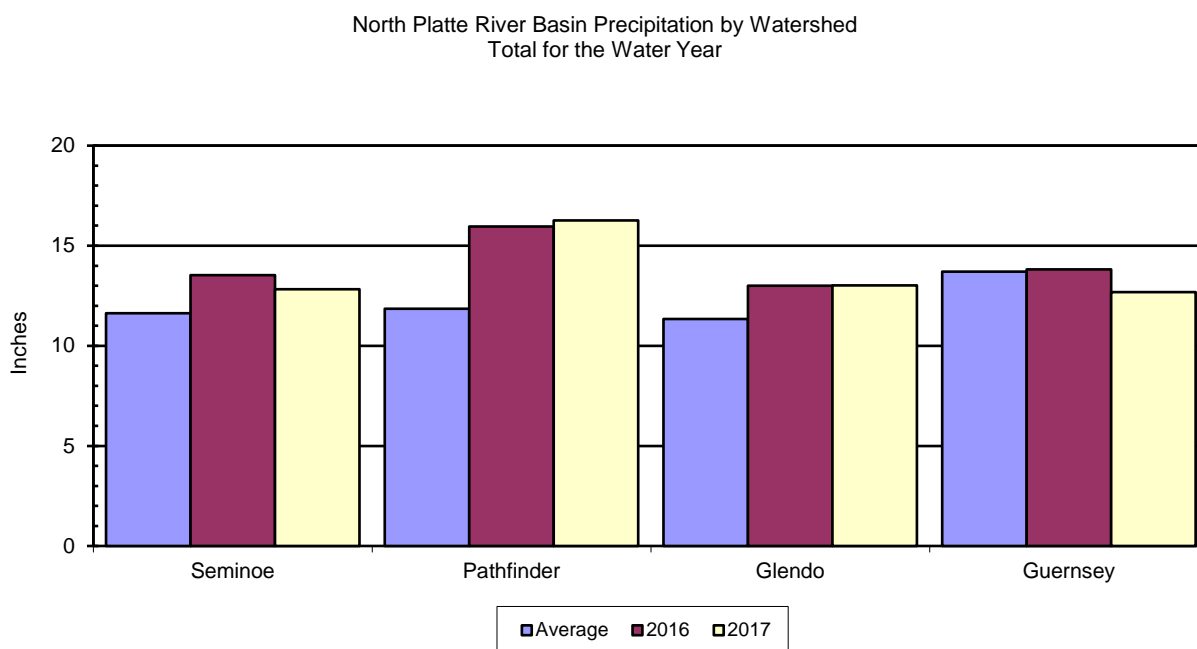 North Platte River Basin Precipitation by Watershed
Total for the Water Year
20
15
10
5
0
Inches
Seminoe Pathfinder Glendo Guernsey
Average 2016 2017